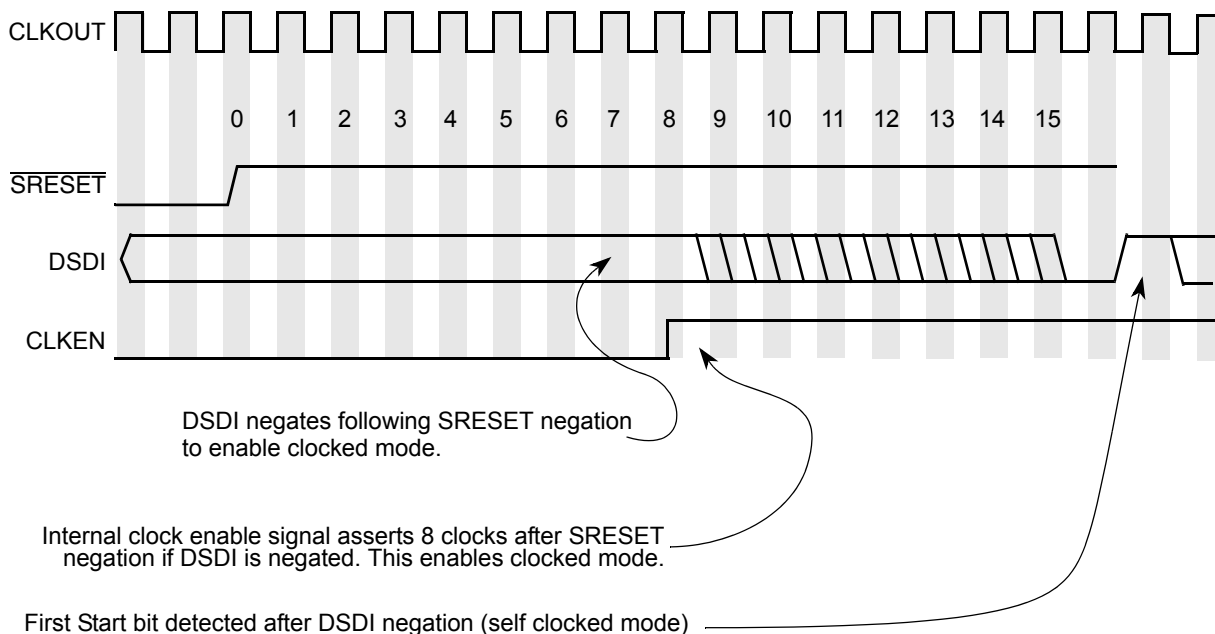 CLKOUT
0 1 2 3 4 5 6 7 8 9 10 11 12 13 14 15
SRESET
DSDI
CLKEN
DSDI negates following SRESET negation
to enable clocked mode.
Internal clock enable signal asserts 8 clocks after SRESET
negation if DSDI is negated. This enables clocked mode.
First Start bit detected after DSDI negation (self clocked mode)